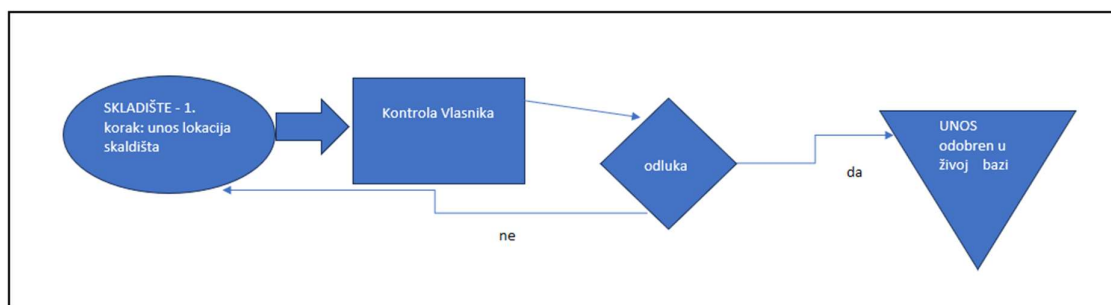 SKLADIŠTE - 1.
korak: unos lokacija
skaldišta
Kontrola Vlasnika
odluka
UNOS
odobren u
živoj bazi
da
ne